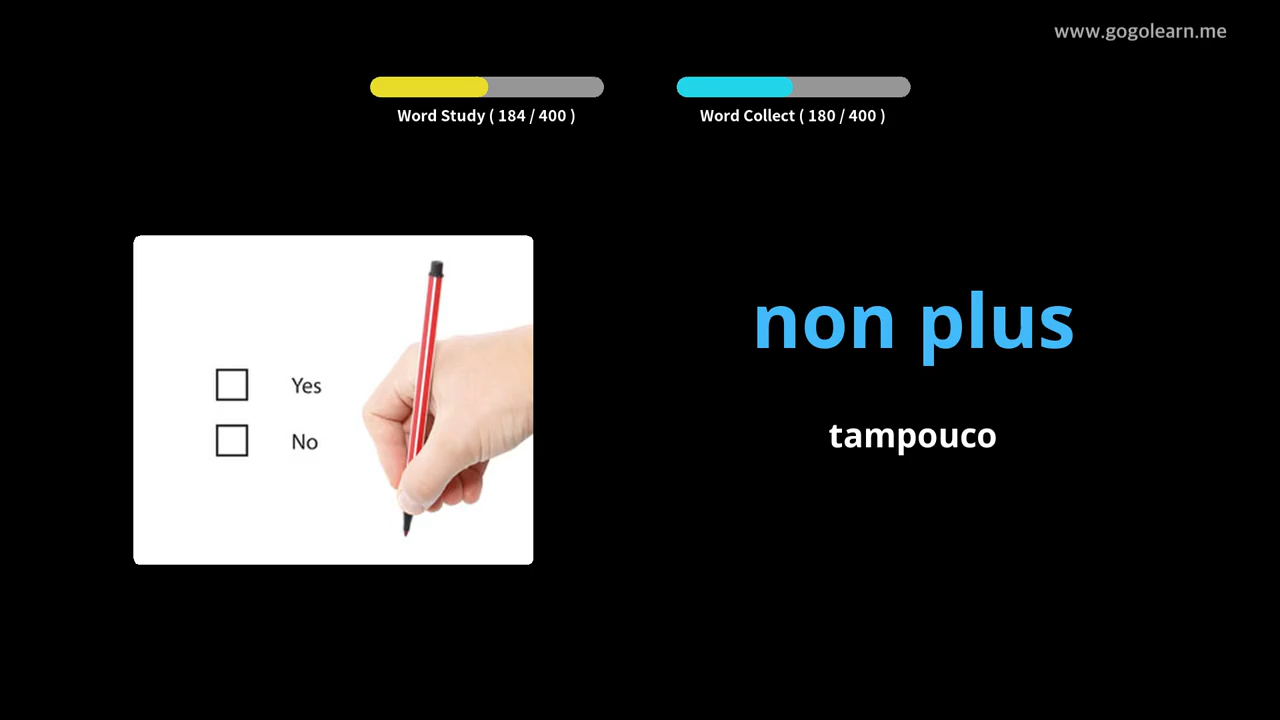 www.gogolearn.me
Word Study ( 184 / 400 )
Word Collect ( 180 / 400 )
Yes
No
non plus
tampouco